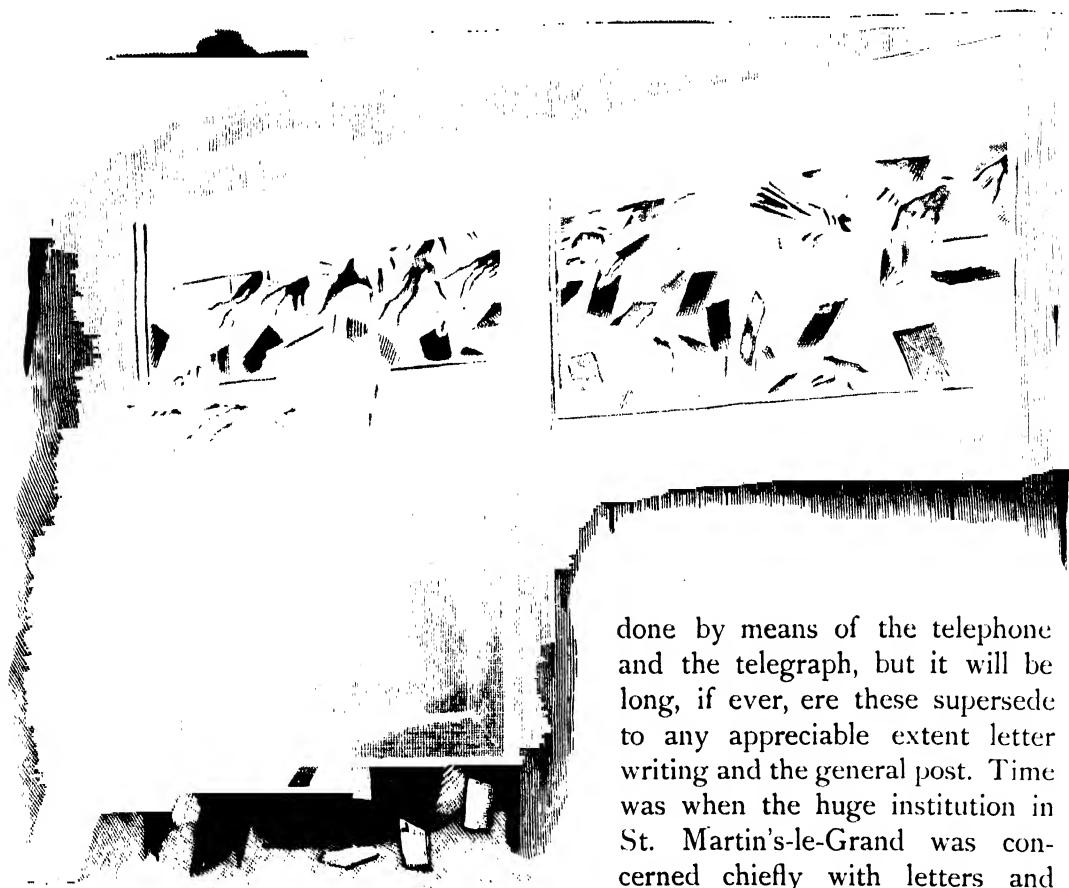 done by means of the telephone
and the telegraph, but it will be
long, if ever, ere these supersede
to any appreciable extent letter
writing and the general post. Time
was when the huge institution in
St. Martin's-le-Grand was con-
cerned chiefly with letters and